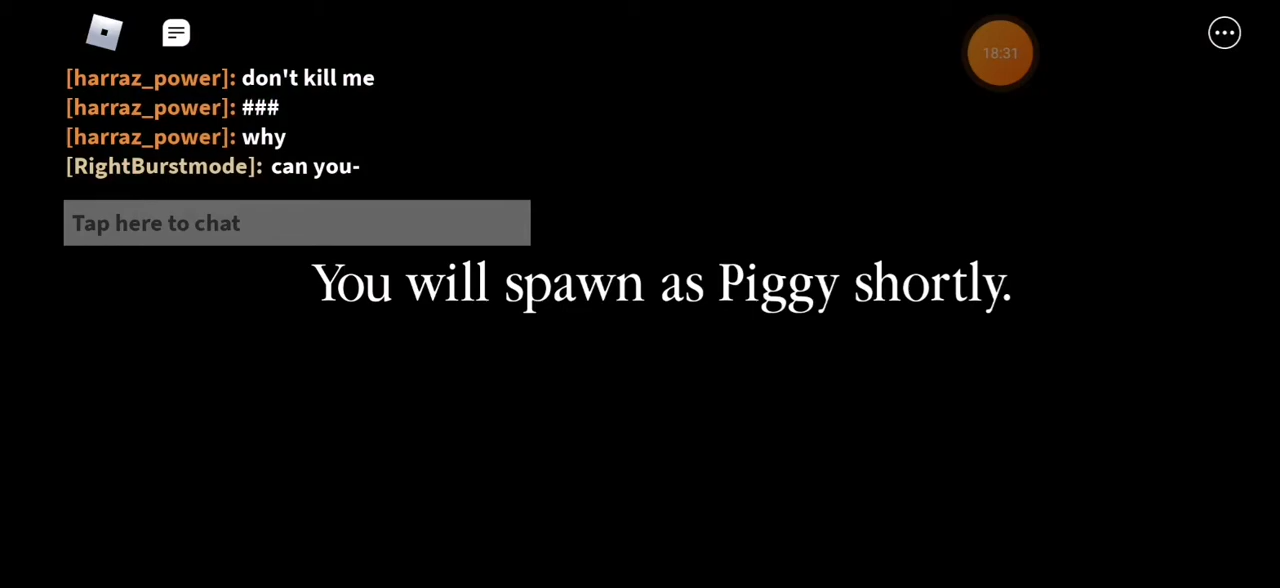 18:31
[harraz_power]: don't kill me
[harraz_power]: ###
[harraz_power]: why
[RightBurstmode]: can you-
Tap here to chat
You will spawn as Piggy shortly.